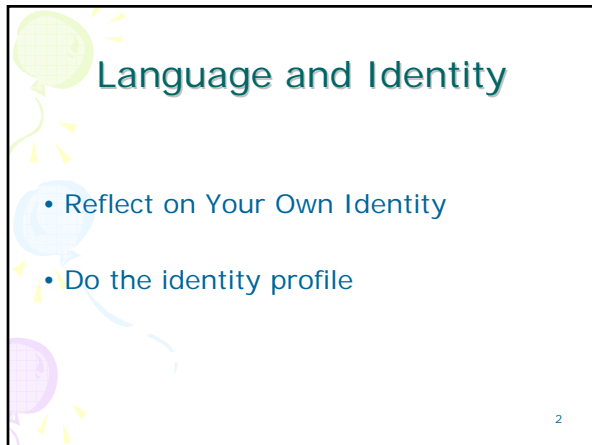 Language and Identity
• Reflect on Your Own Identity
• Do the identity profile
2